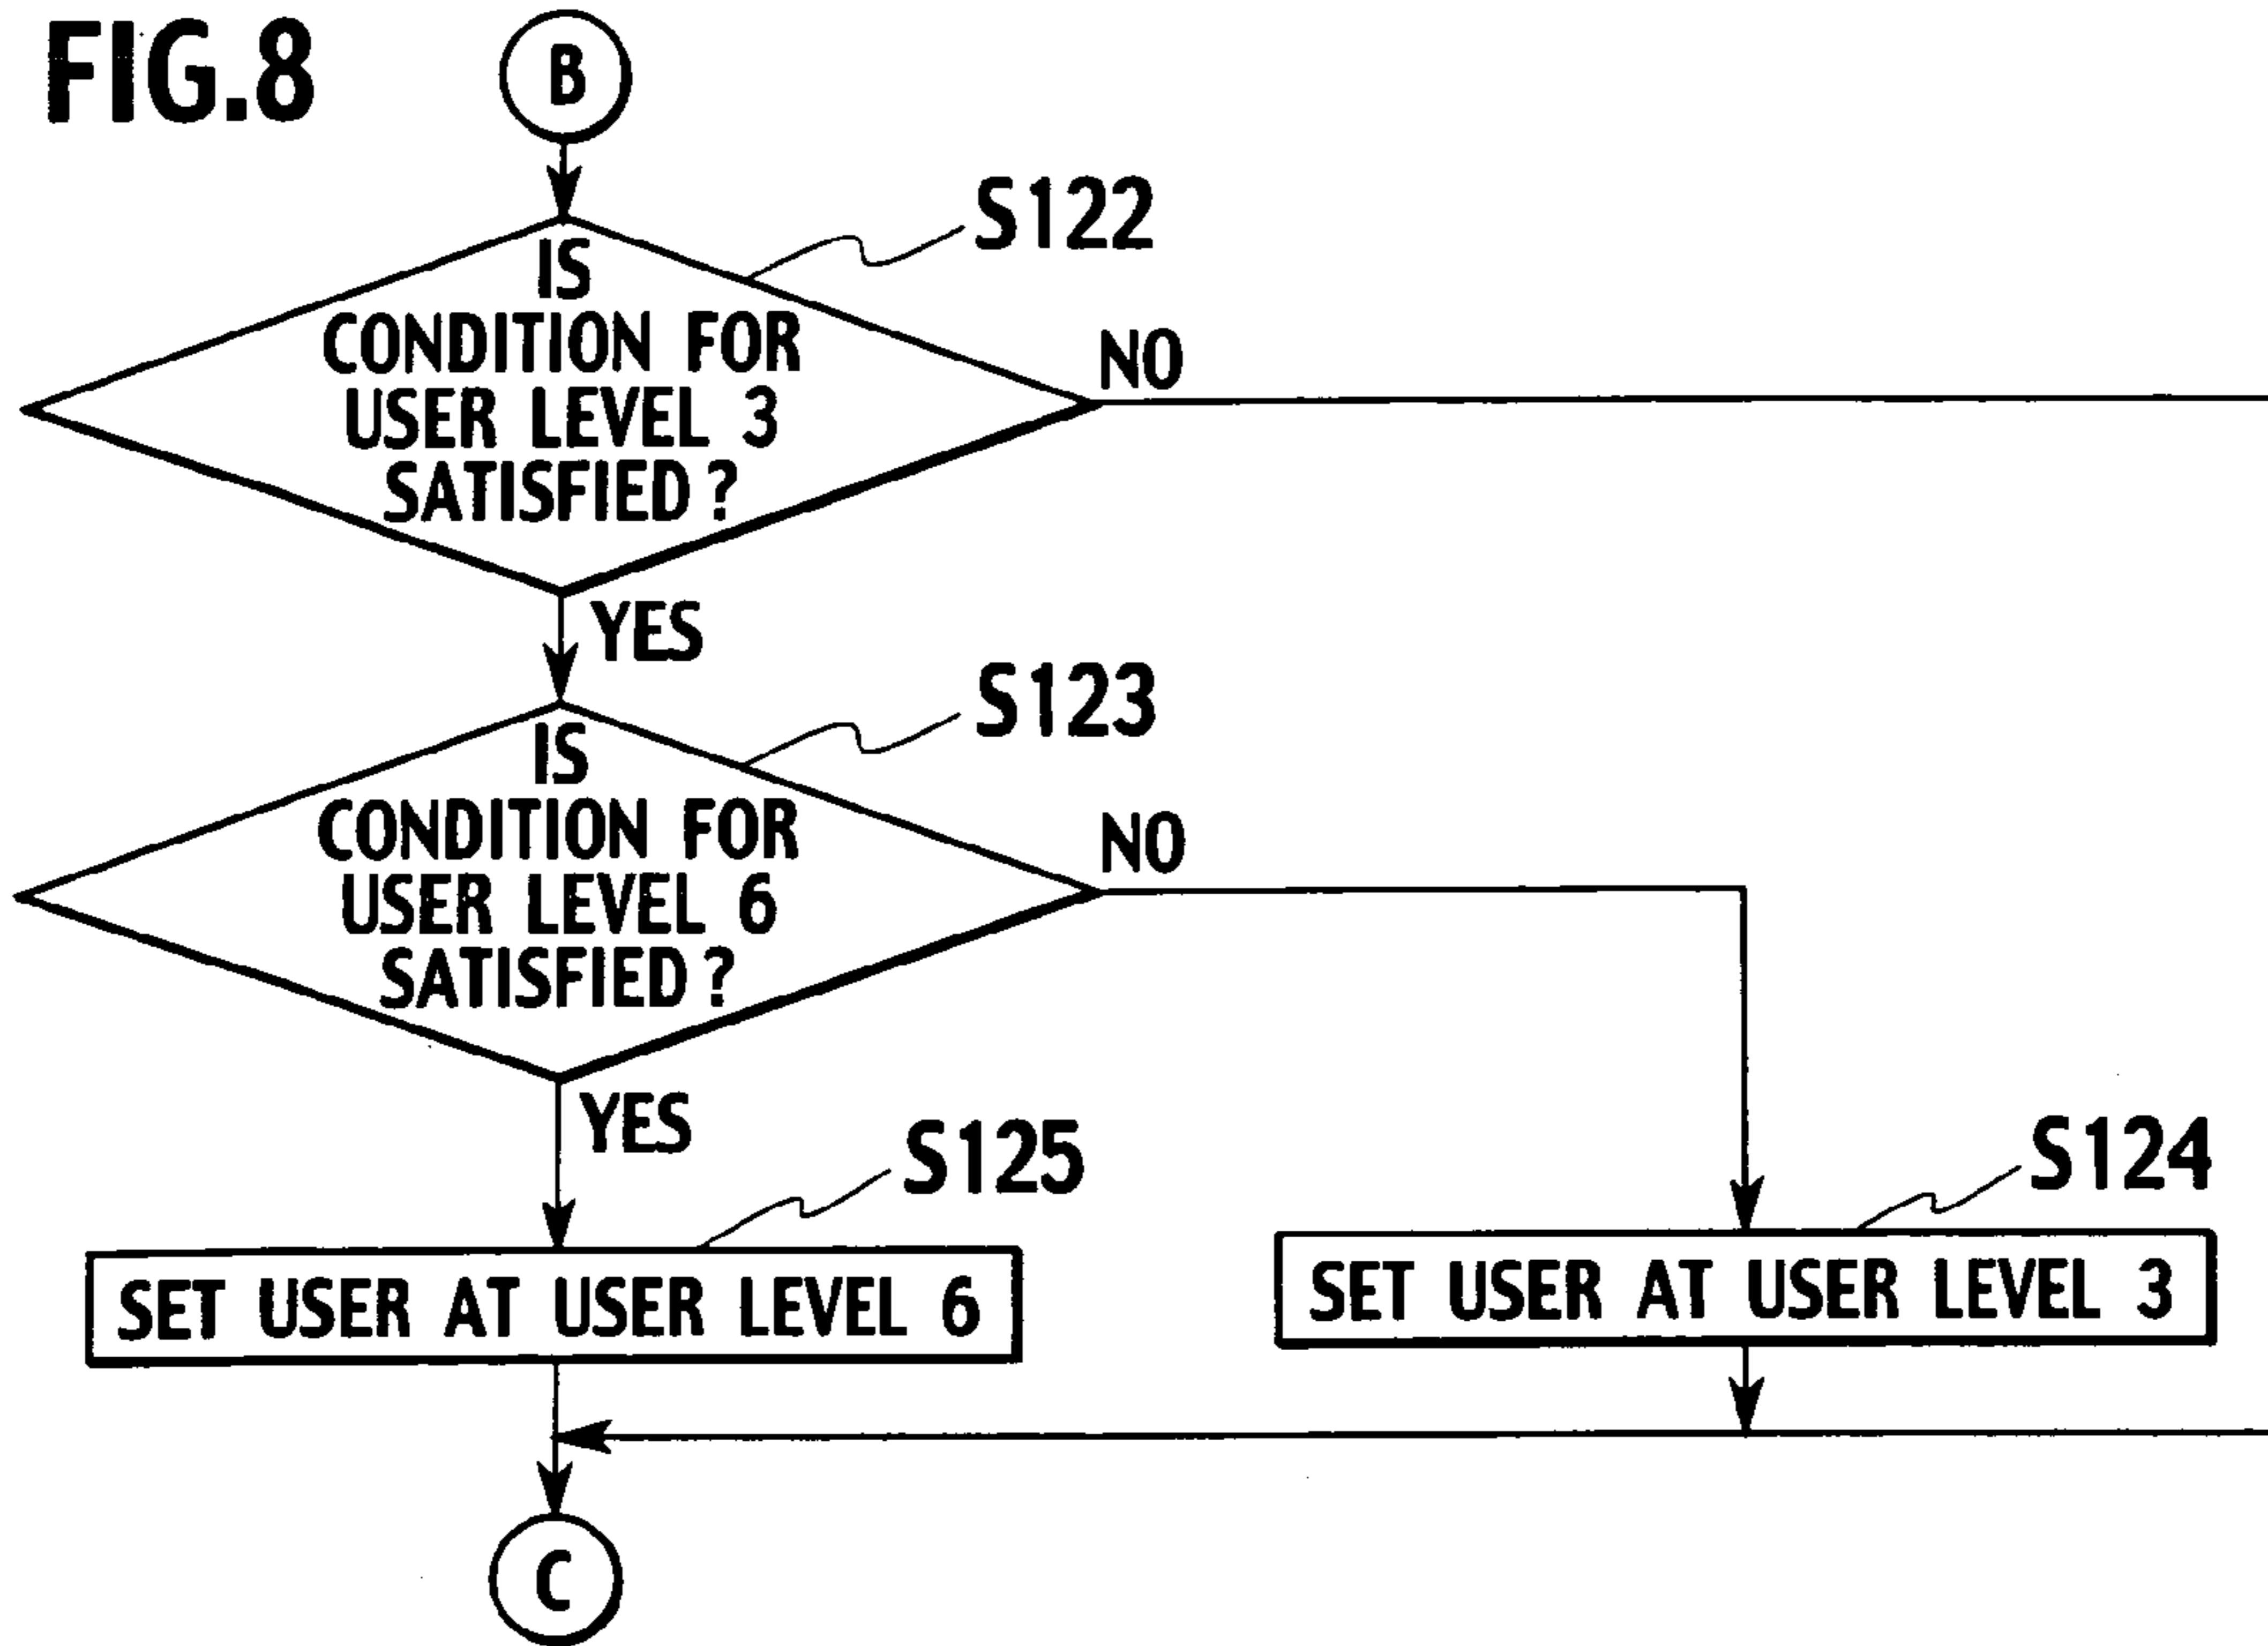 FIG.8
B
S122
IS
CONDITION FOR
USER LEVEL 3
SATISFIED?
NO
YES
S123
IS
CONDITION FOR
USER LEVEL 6
SATISFIED?
NO
YES
S125
SET USER AT USER LEVEL 6
S124
SET USER AT USER LEVEL 3
C